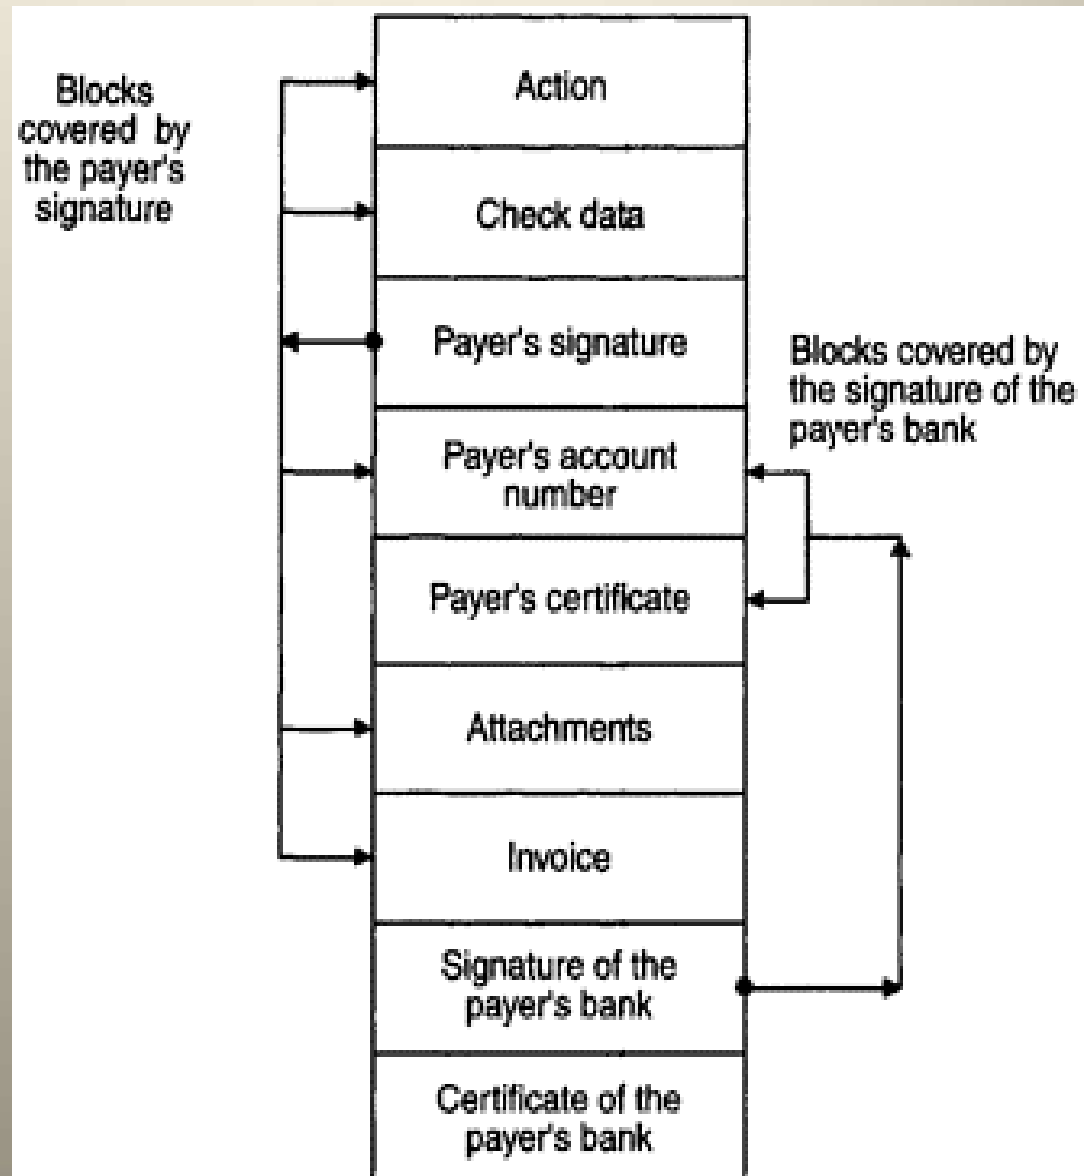 Blocks
covered by
the payer's
signature
Action
Check data
Payer's signature
Blocks covered by
the signature of the
payer's bank
Payer's account
number
Payer's certificate
Attachments
Invoice
Signature of the
payer's bank
Certificate of the
payer's bank